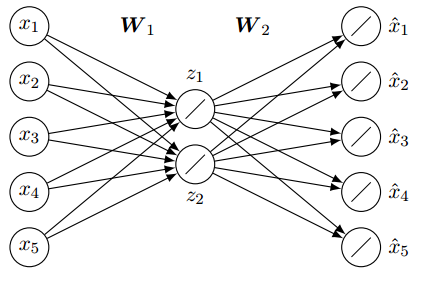 x₁ W₁ W₂ x̂₁
z₁
x₂ x̂₂
x₃ x̂₃
x₄ z₂ x̂₄
x₅ x̂₅